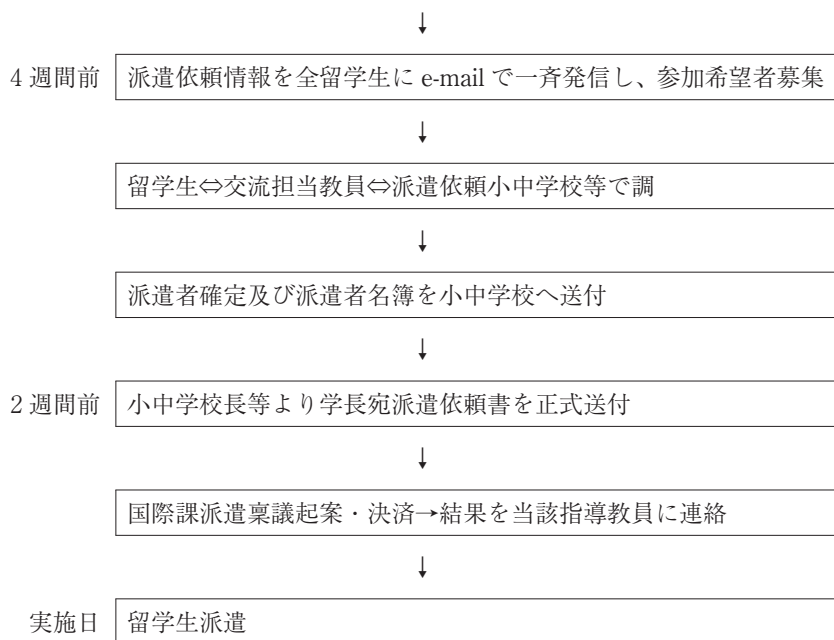 ↓
4 週間前 派遣依頼情報を全留学生に e-mail で一斉発信し、参加希望者募集
↓
留学生⇔交流担当教員⇔派遣依頼小中学校等で調
↓
派遣者確定及び派遣者名簿を小中学校へ送付
↓
2 週間前 小中学校長等より学長宛派遣依頼書を正式送付
↓
国際課派遣稟議起案・決済→結果を当該指導教員に連絡
↓
実施日 留学生派遣